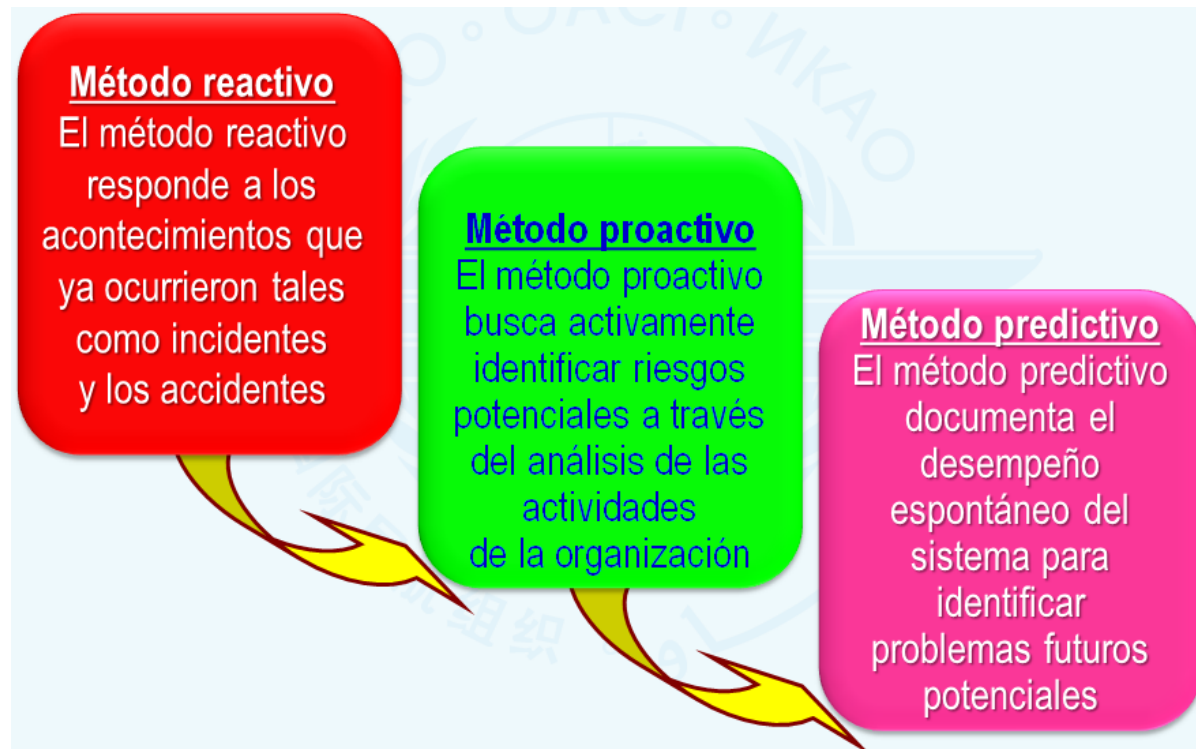 Método reactivo
El método reactivo
responde a los
acontecimientos que
ya ocurrieron tales
como incidentes
y los accidentes
Método proactivo
El método proactivo
busca activamente
identificar riesgos
potenciales a través
del análisis de las
actividades
de la organización
Método predictivo
El método predictivo
documenta el
desempeño
espontáneo del
sistema para
identificar
problemas futuros
potenciales
OACI ИКАО